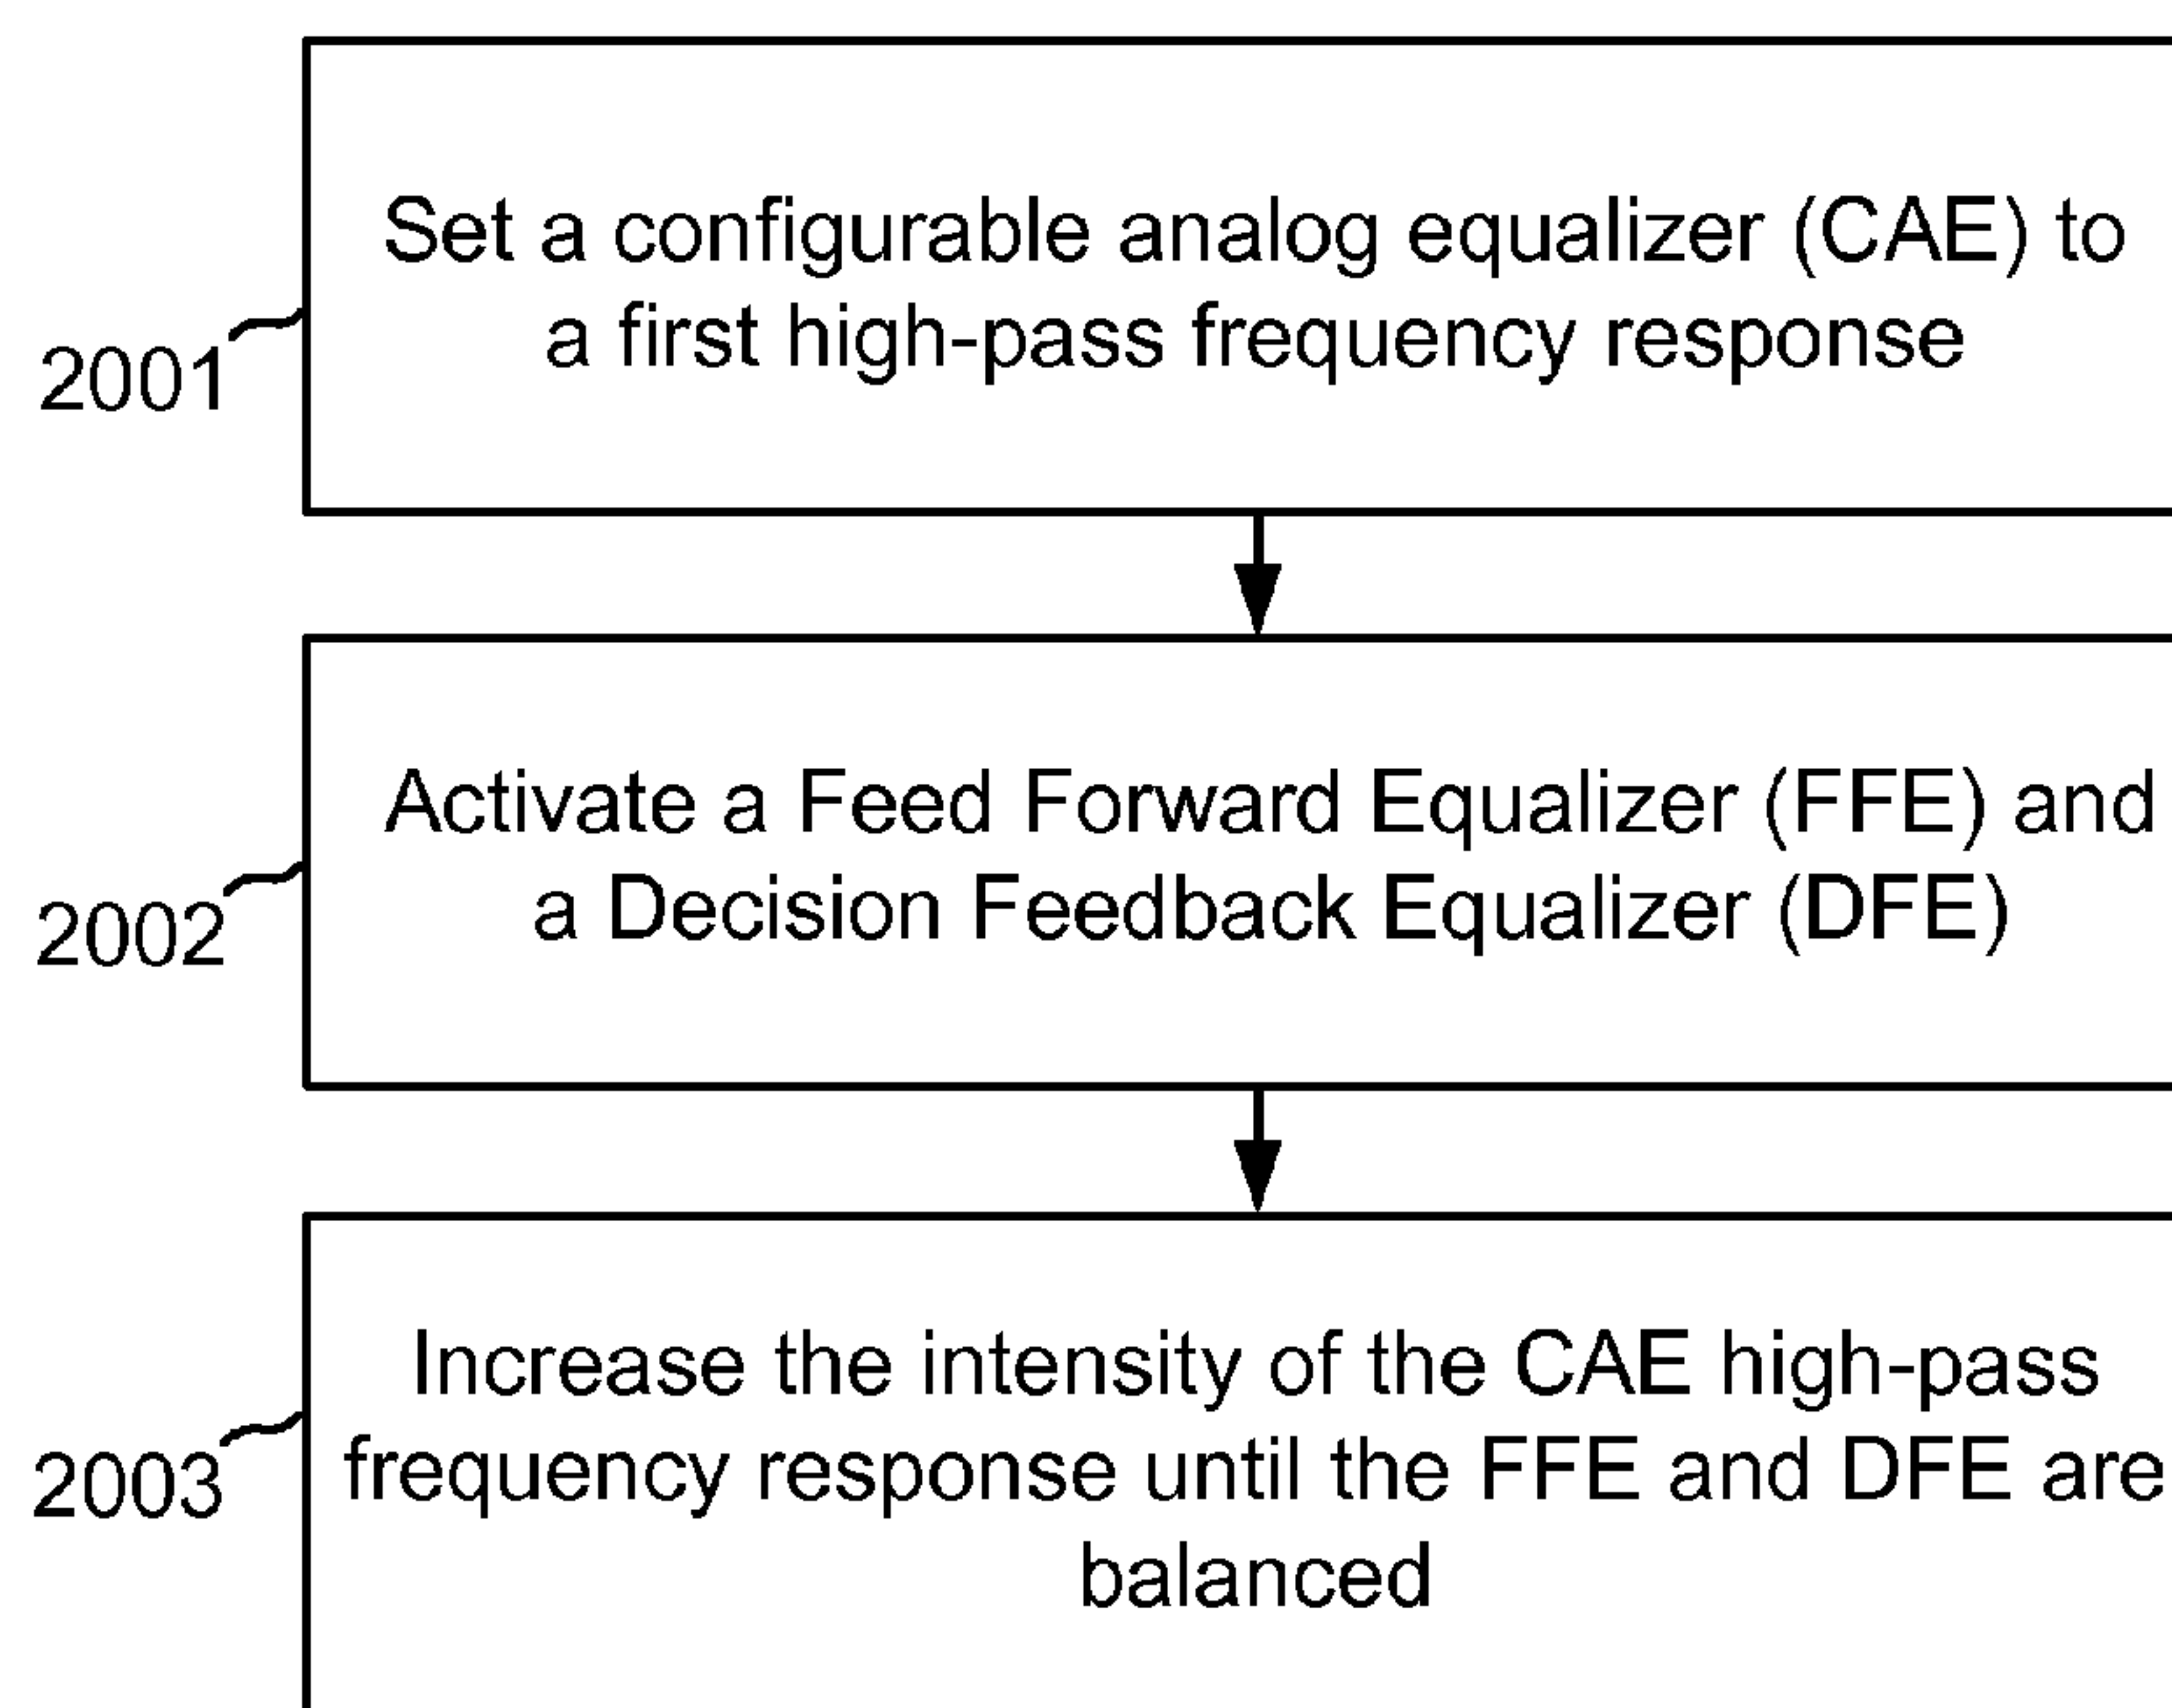 Set a configurable analog equalizer (CAE) to
a first high-pass frequency response
2001
Activate a Feed Forward Equalizer (FFE) and
a Decision Feedback Equalizer (DFE)
2002
Increase the intensity of the CAE high-pass
frequency response until the FFE and DFE are
balanced
2003